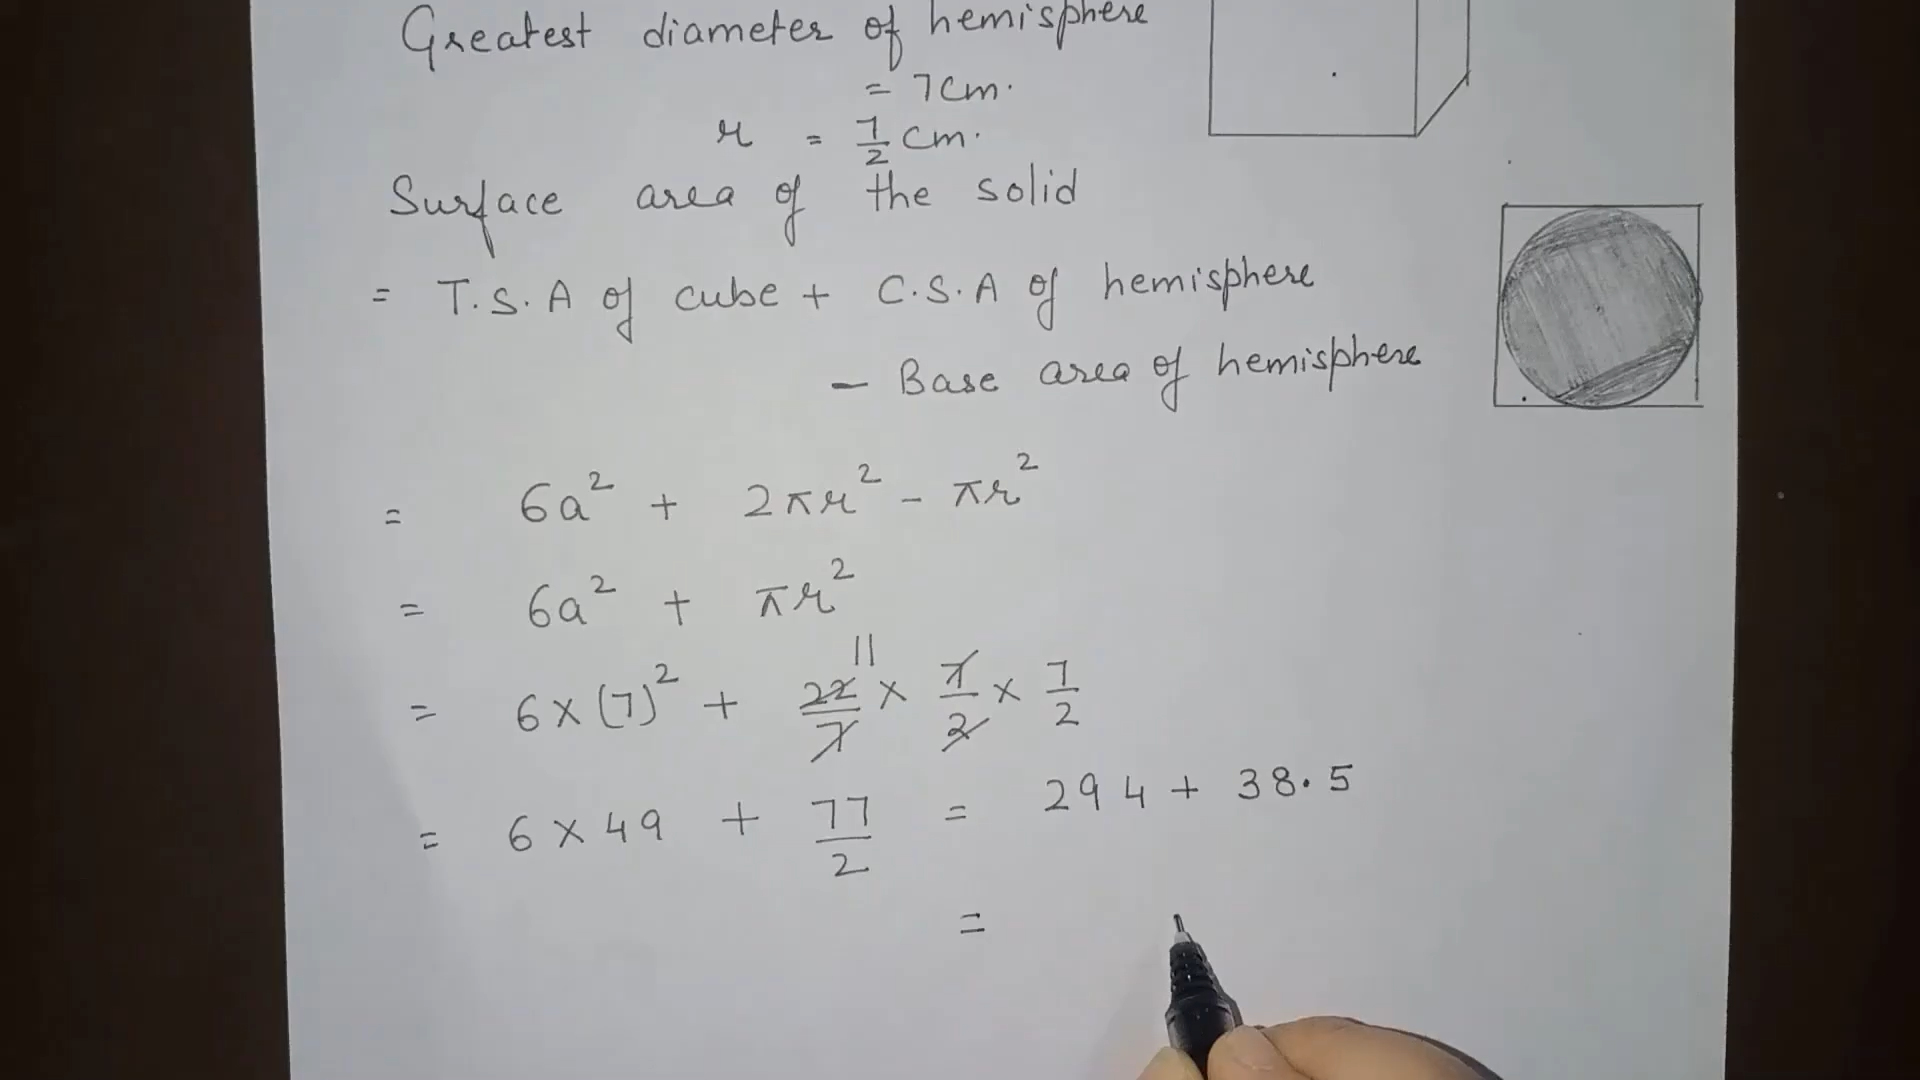 Greatest diameter of hemisphere
= 7cm.
r = 7/2 cm.
Surface area of the solid
= T.S.A of cube + C.S.A of hemisphere
- Base area of hemisphere
= 6a² + 2πr² - πr²
= 6a² + πr²
11
= 6 × (7)² + 22/7 × 7/2 × 7/2
= 6 × 49 + 77/2 = 294 + 38.5
=